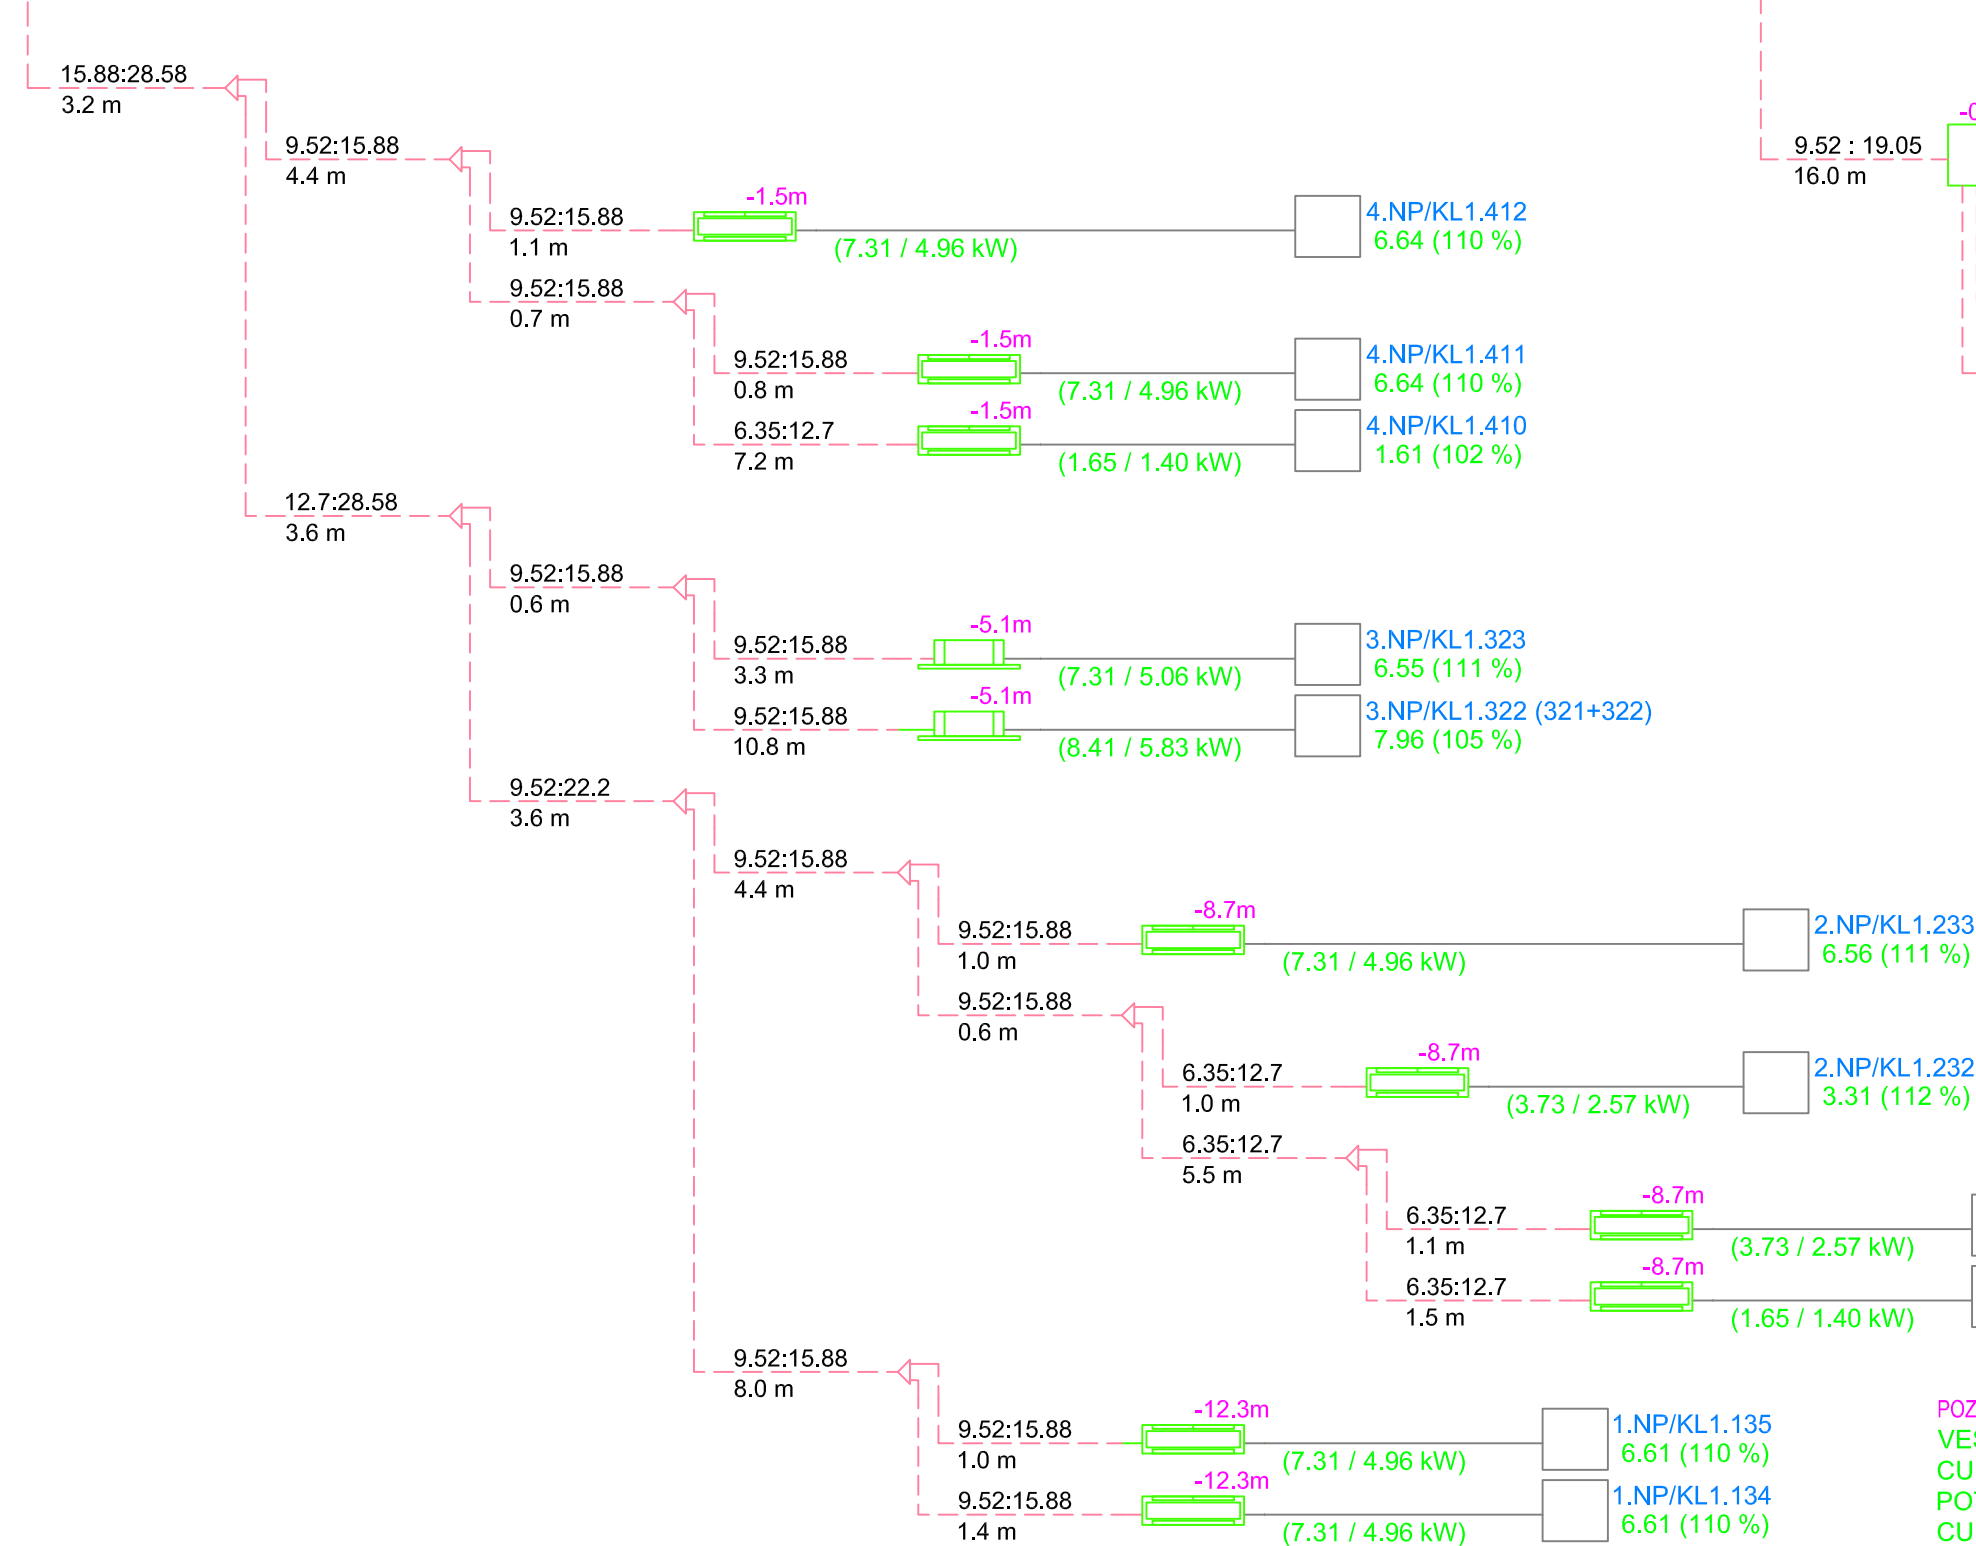 15.88:28.58
3.2 m
9.52:15.88
4.4 m
9.52:15.88
1.1 m
-1.5m
(7.31 / 4.96 kW)
4.NP/KL1.412
6.64 (110 %)
9.52 : 19.05
16.0 m
9.52:15.88
0.7 m
9.52:15.88
0.8 m
-1.5m
(7.31 / 4.96 kW)
4.NP/KL1.411
6.64 (110 %)
6.35:12.7
7.2 m
-1.5m
(1.65 / 1.40 kW)
4.NP/KL1.410
1.61 (102 %)
12.7:28.58
3.6 m
9.52:15.88
0.6 m
9.52:15.88
3.3 m
-5.1m
(7.31 / 5.06 kW)
3.NP/KL1.323
6.55 (111 %)
9.52:15.88
10.8 m
-5.1m
(8.41 / 5.83 kW)
3.NP/KL1.322 (321+322)
7.96 (105 %)
9.52:22.2
3.6 m
9.52:15.88
4.4 m
9.52:15.88
1.0 m
-8.7m
(7.31 / 4.96 kW)
2.NP/KL1.233
6.56 (111 %)
9.52:15.88
0.6 m
6.35:12.7
1.0 m
-8.7m
(3.73 / 2.57 kW)
2.NP/KL1.232
3.31 (112 %)
6.35:12.7
5.5 m
6.35:12.7
1.1 m
-8.7m
(3.73 / 2.57 kW)
6.35:12.7
1.5 m
-8.7m
(1.65 / 1.40 kW)
9.52:15.88
8.0 m
9.52:15.88
1.0 m
-12.3m
(7.31 / 4.96 kW)
1.NP/KL1.135
6.61 (110 %)
9.52:15.88
1.4 m
-12.3m
(7.31 / 4.96 kW)
1.NP/KL1.134
6.61 (110 %)